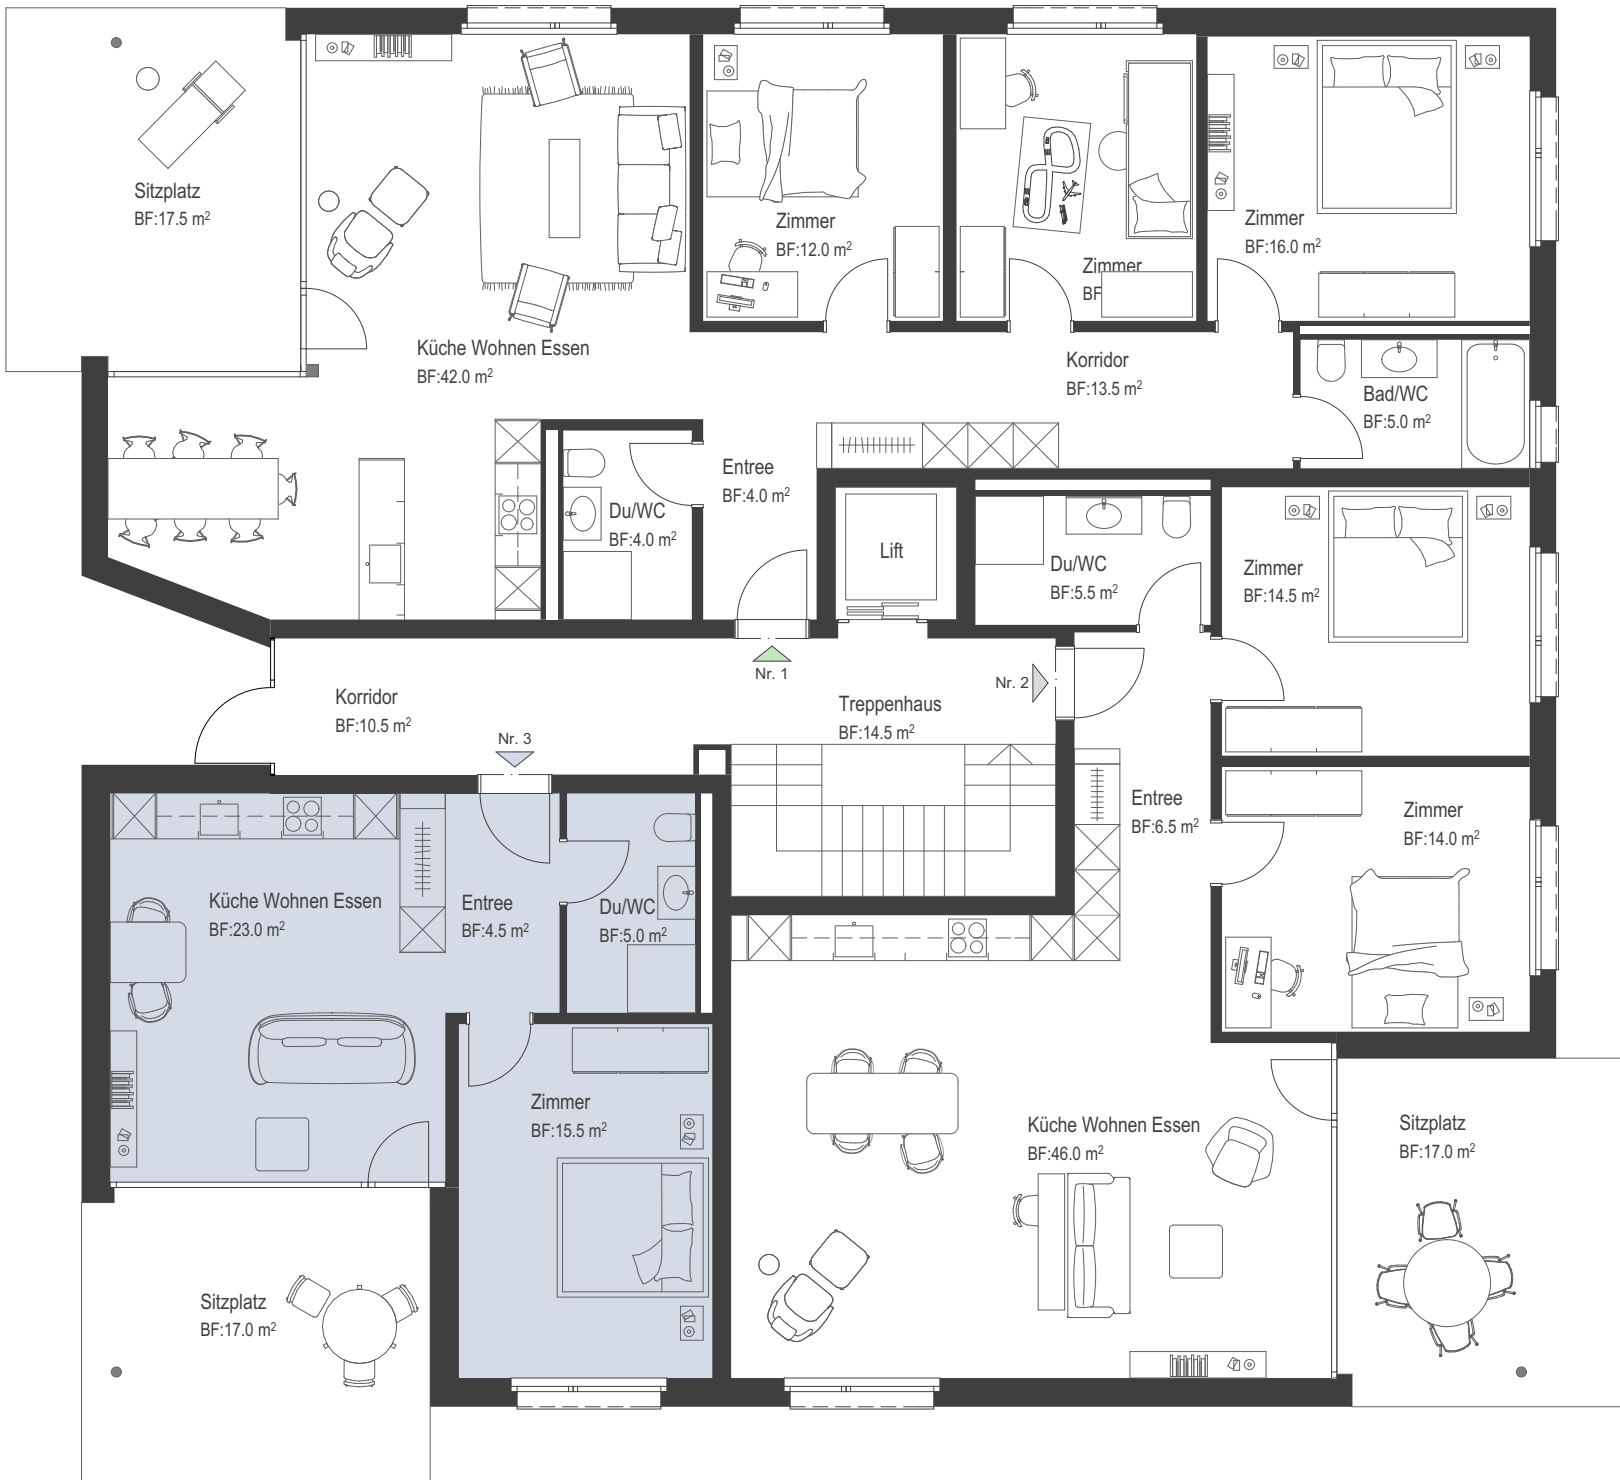 Sitzplatz
BF:17.5 m²
Zimmer
BF:12.0 m²
Zimmer
BF
Zimmer
BF:16.0 m²
Küche Wohnen Essen
BF:42.0 m²
Korridor
BF:13.5 m²
Bad/WC
BF:5.0 m²
Entree
BF:4.0 m²
Du/WC
BF:4.0 m²
Lift
Du/WC
BF:5.5 m²
Zimmer
BF:14.5 m²
Nr. 1
Nr. 2
Korridor
BF:10.5 m²
Treppenhaus
BF:14.5 m²
Nr. 3
Entree
BF:6.5 m²
Zimmer
BF:14.0 m²
Küche Wohnen Essen
BF:23.0 m²
Entree
BF:4.5 m²
Du/WC
BF:5.0 m²
Zimmer
BF:15.5 m²
Küche Wohnen Essen
BF:46.0 m²
Sitzplatz
BF:17.0 m²
Sitzplatz
BF:17.0 m²